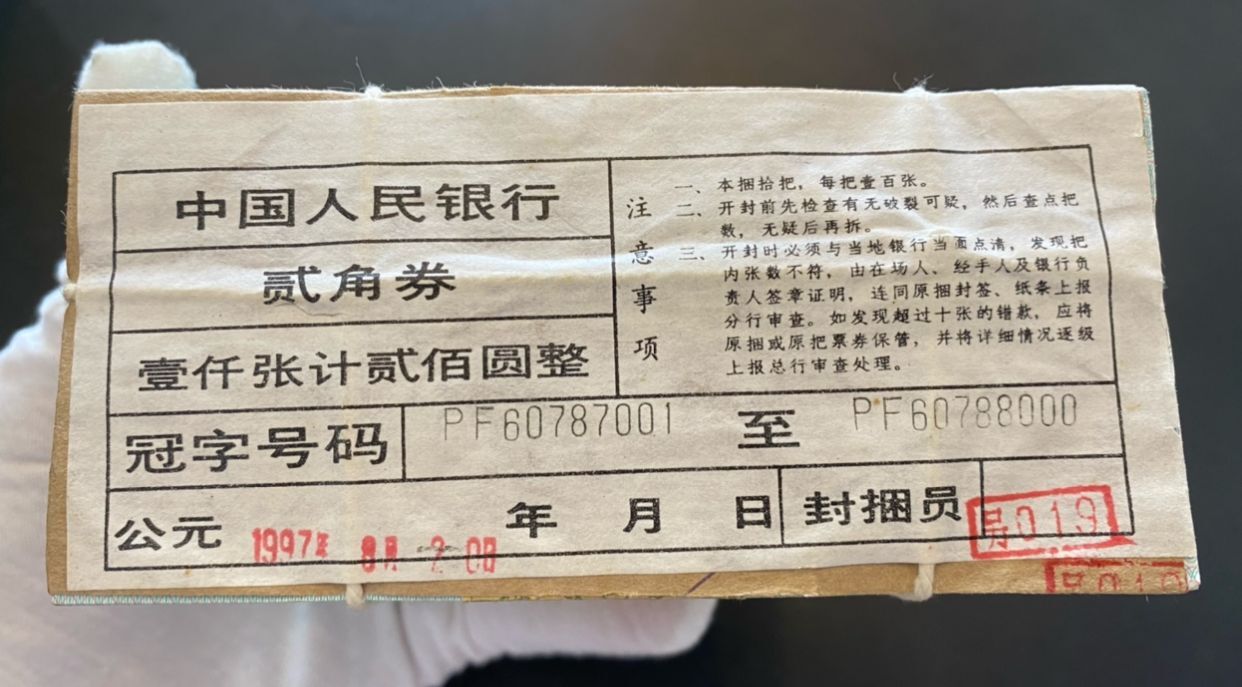 中国人民银行
贰角券
壹仟张计贰佰圆整
注意事项
一、本捆拾把，每把壹百张。
二、开封前先检查有无破裂可疑，然后查点把
数，无疑后再拆。
三、开封时必须与当地银行当面点清，发现把
内张数不符，由在场人、经手人及银行负
责人签章证明，连同原捆封签、纸条上报
分行审查。如发现超过十张的错款，应将
原捆或原把票券保管，并将详细情况逐级
上报总行审查处理。
冠字号码 PF60787001 至 PF60788000
公元 年 月 日 封捆员 号019
1997年 8月 2